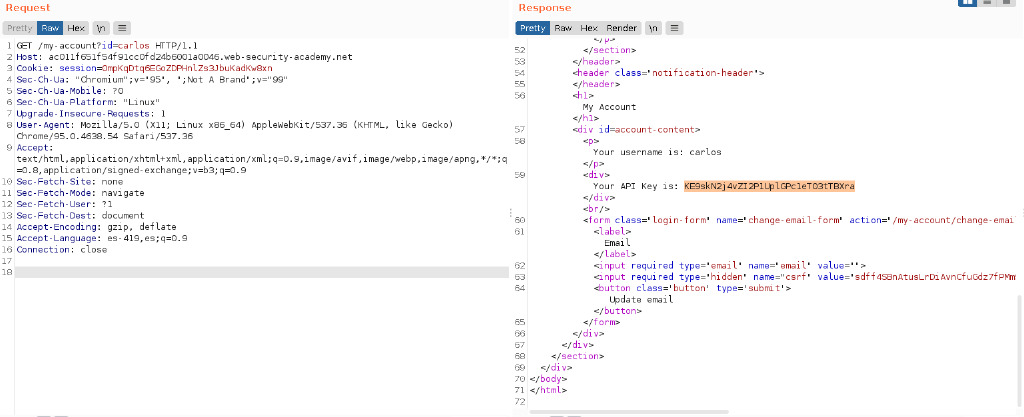 Request
Pretty Raw Hex \n
1 GET /my-account?id=carlos HTTP/1.1
2 Host: ac011f651f54f91cc0fd24b6001a0046.web-security-academy.net
3 Cookie: session=0mpKqDtq6EGoZDPHnlZs3JbuKadKw8xn
4 Sec-Ch-Ua: "Chromium";v="95", ";Not A Brand";v="99"
5 Sec-Ch-Ua-Mobile: ?0
6 Sec-Ch-Ua-Platform: "Linux"
7 Upgrade-Insecure-Requests: 1
8 User-Agent: Mozilla/5.0 (X11; Linux x86_64) AppleWebKit/537.36 (KHTML, like Gecko)
Chrome/95.0.4638.54 Safari/537.36
9 Accept:
text/html,application/xhtml+xml,application/xml;q=0.9,image/avif,image/webp,image/apng,*/*;q
=0.8,application/signed-exchange;v=b3;q=0.9
10 Sec-Fetch-Site: none
11 Sec-Fetch-Mode: navigate
12 Sec-Fetch-User: ?1
13 Sec-Fetch-Dest: document
14 Accept-Encoding: gzip, deflate
15 Accept-Language: es-419,es;q=0.9
16 Connection: close
17
18
Response
Pretty Raw Hex Render \n
</p>
52 </section>
53 </header>
54 <header class="notification-header">
55 </header>
56 <h1>
My Account
</h1>
57 <div id=account-content>
58 <p>
Your username is: carlos
</p>
59 <div>
Your API Key is: KE9skN2j4vZI2P1UplGPc1eTO3tTBXra
</div>
<br/>
60 <form class="login-form" name="change-email-form" action="/my-account/change-emai
61 <label>
Email
</label>
62 <input required type="email" name="email" value="">
63 <input required type="hidden" name="csrf" value="sdff4SBnAtusLrDiAvnCfuGdz7fPMm
64 <button class='button' type='submit'>
Update email
</button>
65 </form>
66 </div>
67 </div>
68 </section>
69 </div>
70 </body>
71 </html>
72